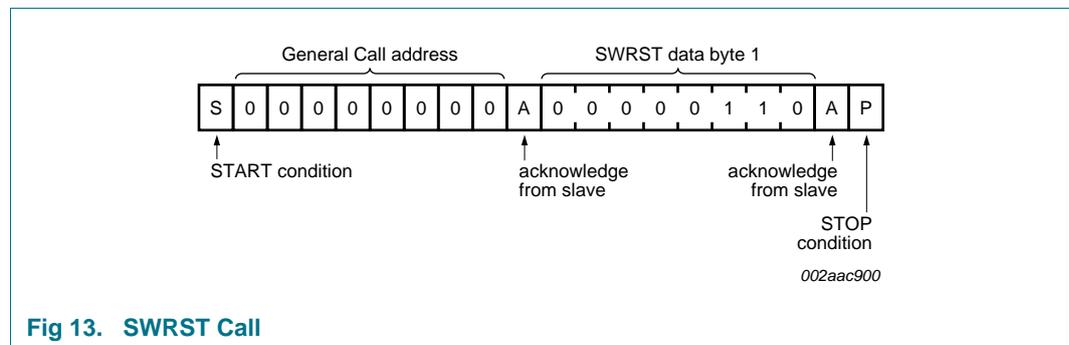 General Call address SWRST data byte 1
S 0 0 0 0 0 0 0 0 A 0 0 0 0 0 1 1 0 A P
START condition
acknowledge
from slave
acknowledge
from slave
STOP
condition
002aac900
Fig 13. SWRST Call